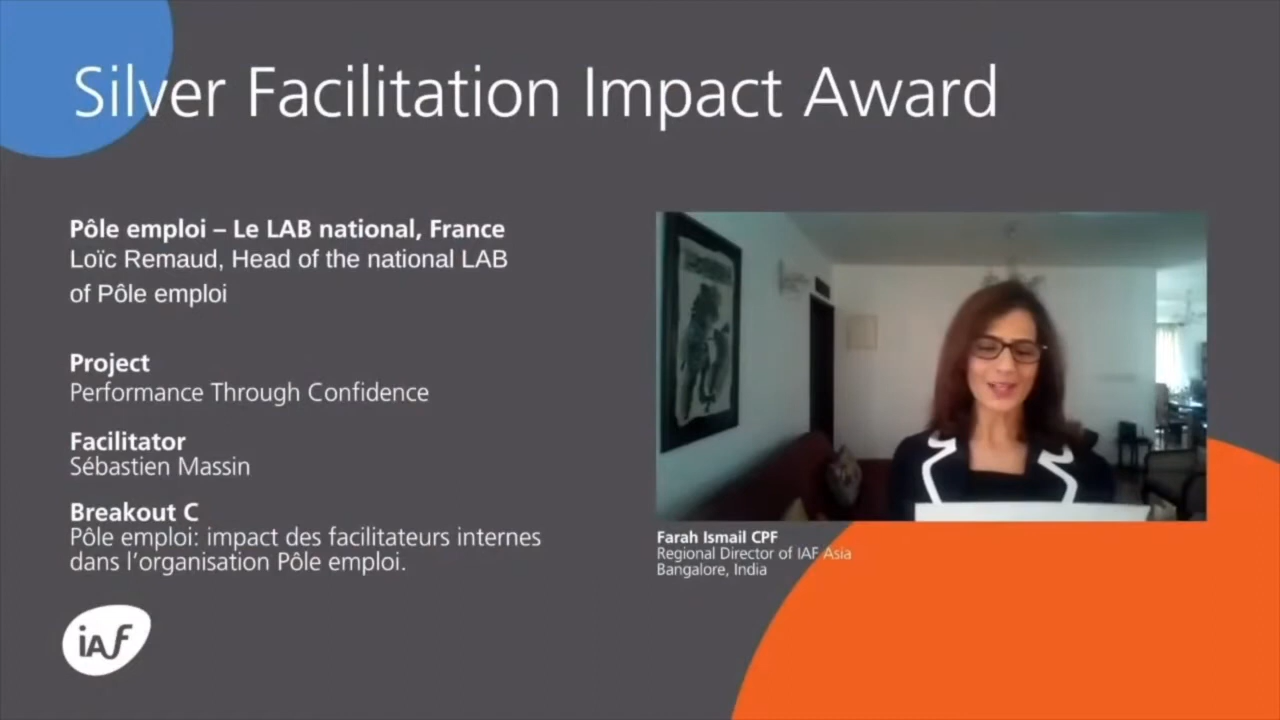 Silver Facilitation Impact Award
Pôle emploi – Le LAB national, France
Loïc Remaud, Head of the national LAB
of Pôle emploi
Project
Performance Through Confidence
Facilitator
Sébastien Massin
Breakout C
Pôle emploi: impact des facilitateurs internes
dans l’organisation Pôle emploi.
Farah Ismail CPF
Regional Director of IAF Asia
Bangalore, India
iAF